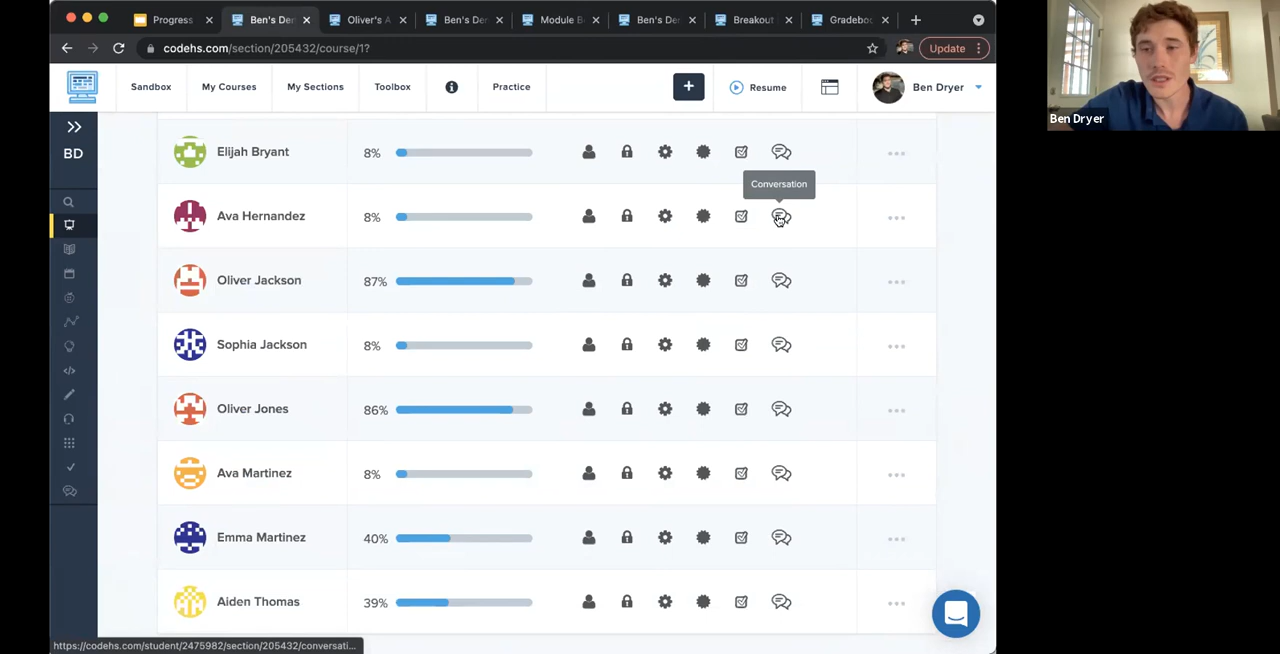 Progress
Ben's Der
Oliver's A
Ben's Der
Module B
Ben's Der
Breakout
Gradeboo
codehs.com/section/205432/course/1?
Update
Sandbox
My Courses
My Sections
Toolbox
Practice
Resume
Ben Dryer
BD
Elijah Bryant
8%
Conversation
Ava Hernandez
8%
Oliver Jackson
87%
Sophia Jackson
8%
Oliver Jones
86%
Ava Martinez
8%
Emma Martinez
40%
Aiden Thomas
39%
https://codehs.com/student/2475982/section/205432/conversati...
Ben Dryer